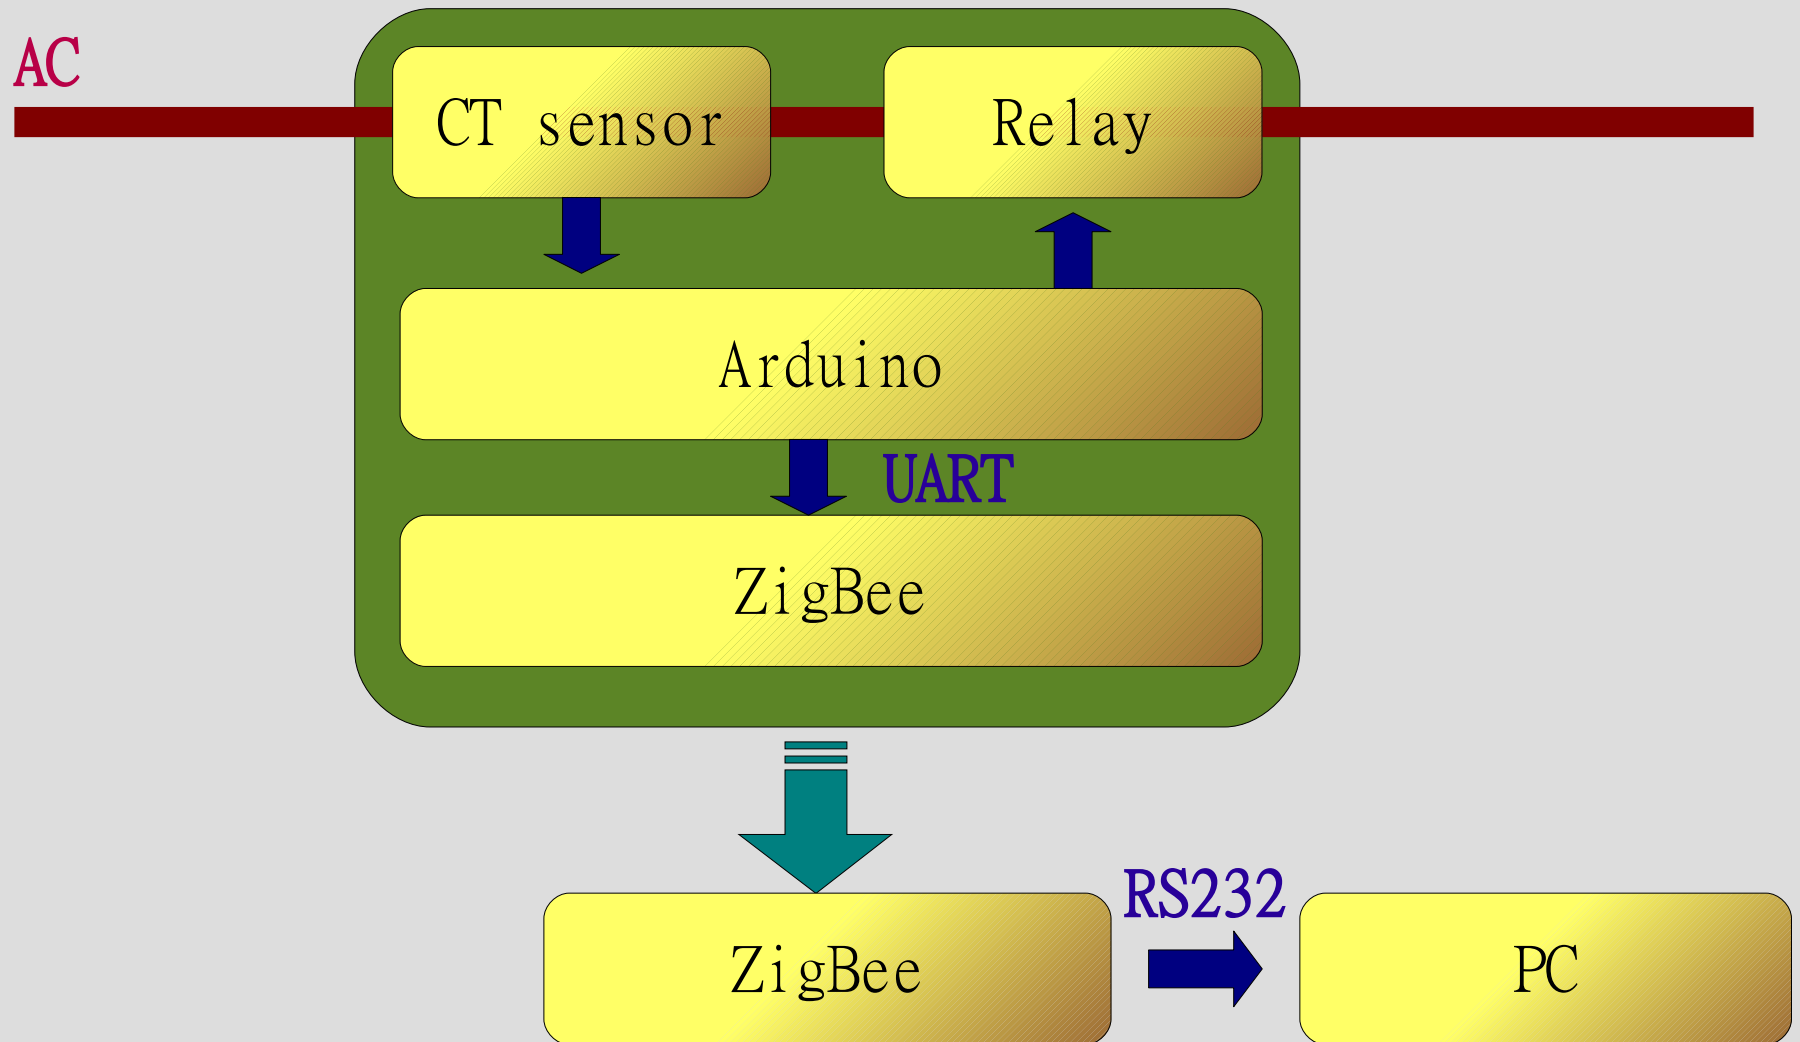 AC
CT sensor
Relay
Arduino
UART
ZigBee
RS232
ZigBee
PC